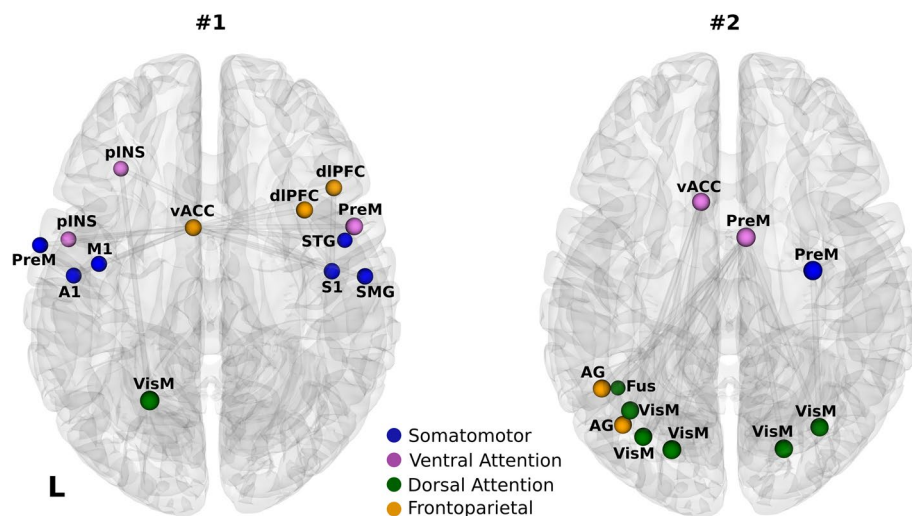 #1
#2
pINS
dlPFC
dlPFC
vACC
PreM
pINS
STG
PreM
M1
A1
S1
SMG
VisM
L
vACC
PreM
PreM
AG
Fus
VisM
AG
VisM
VisM
VisM
VisM
Somatomotor
Ventral Attention
Dorsal Attention
Frontoparietal